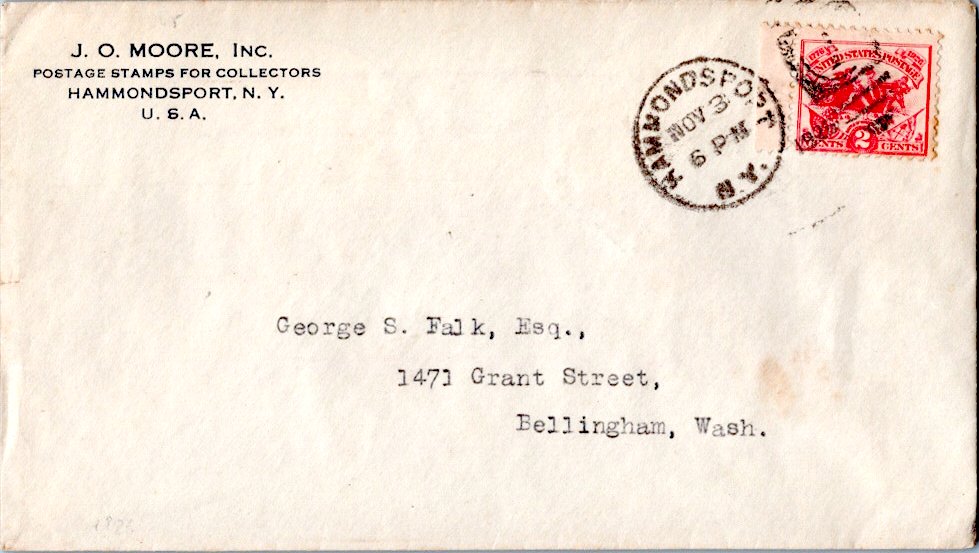 J. O. MOORE, INC.
POSTAGE STAMPS FOR COLLECTORS
HAMMONDSPORT, N. Y.
U. S. A.
HAMMONDSPORT
NOV 3
6 PM
N.Y.
UNITED STATES POSTAGE
CENTS 2 CENTS
George S. Falk, Esq.,
1471 Grant Street,
Bellingham, Wash.